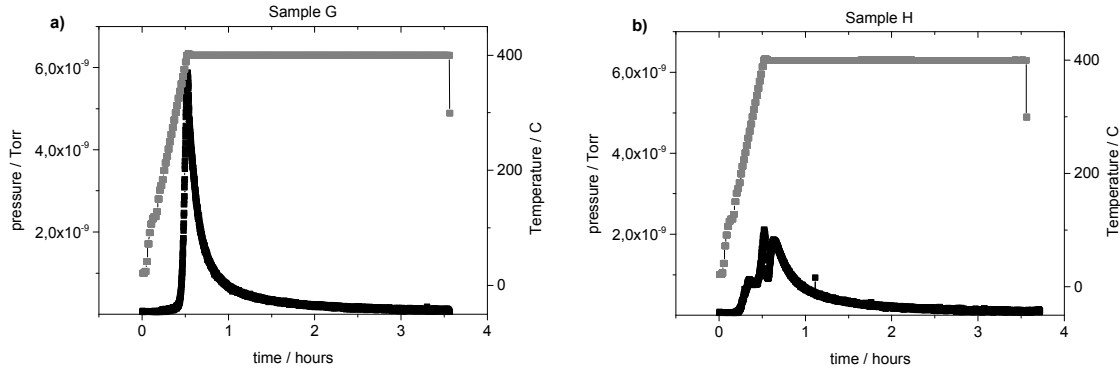 a)
Sample G
6,0x10⁻⁹
4,0x10⁻⁹
2,0x10⁻⁹
pressure / Torr
400
200
0
Temperature / C
0 1 2 3 4
time / hours
b)
Sample H
6,0x10⁻⁹
4,0x10⁻⁹
2,0x10⁻⁹
pressure / Torr
400
200
0
Temperature / C
0 1 2 3 4
time / hours